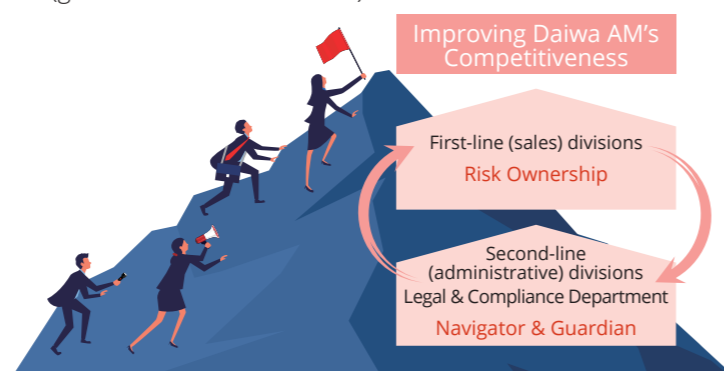 Improving Daiwa AM's
Competitiveness
First-line (sales) divisions
Risk Ownership
Second-line
(administrative) divisions
Legal & Compliance Department
Navigator & Guardian